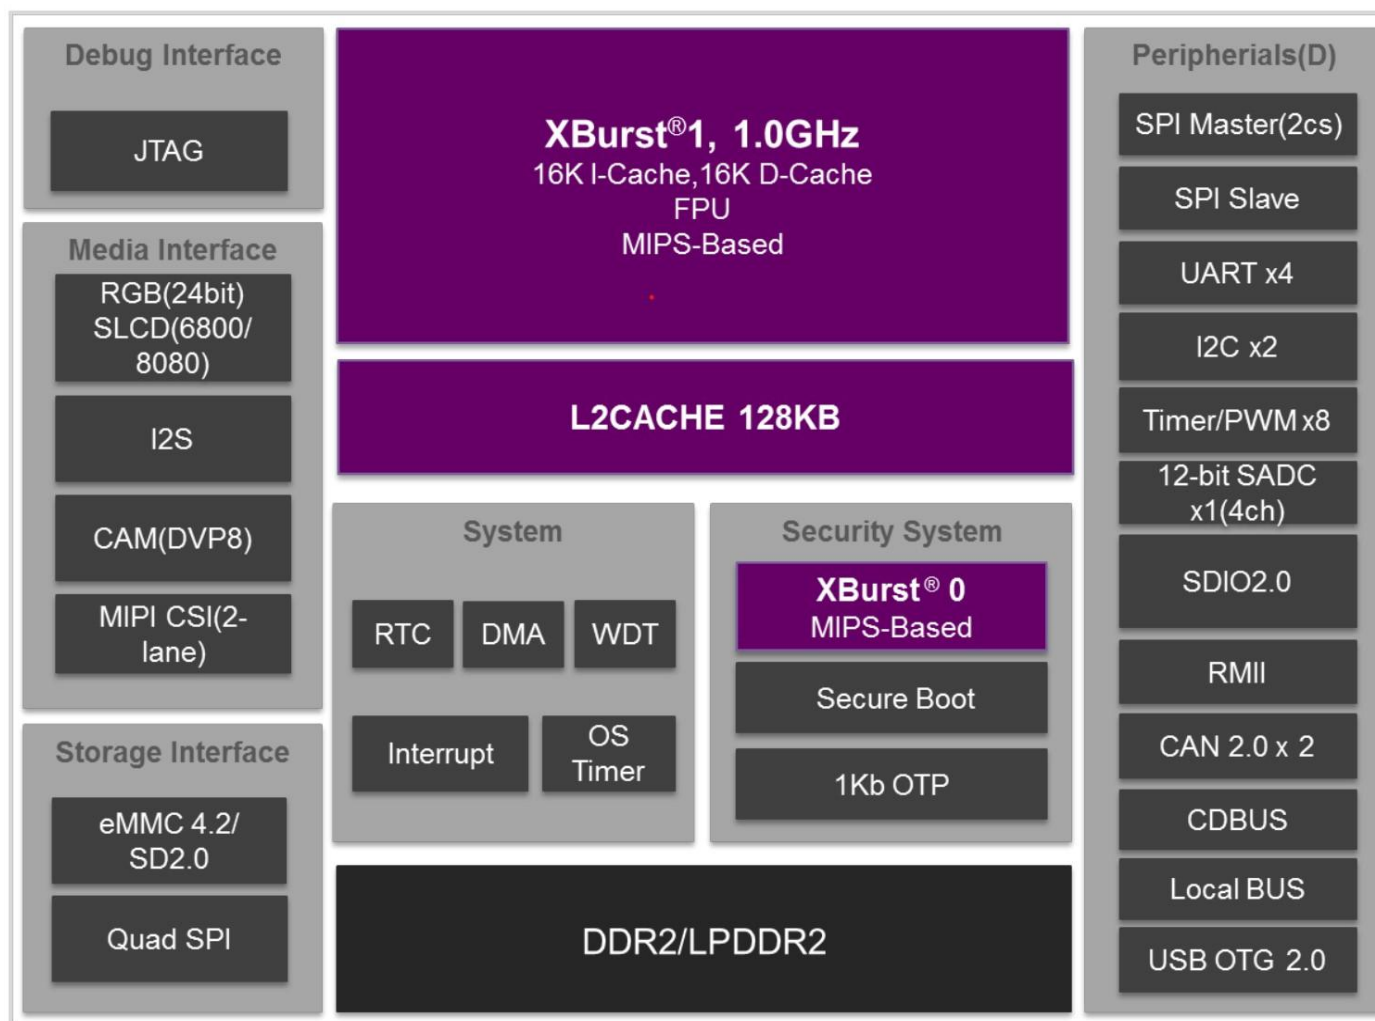 Debug Interface
JTAG
Media Interface
RGB(24bit)
SLCD(6800/
8080)
I2S
CAM(DVP8)
MIPI CSI(2-
lane)
Storage Interface
eMMC 4.2/
SD2.0
Quad SPI
XBurst®1, 1.0GHz
16K I-Cache,16K D-Cache
FPU
MIPS-Based
L2CACHE 128KB
System
RTC
DMA
WDT
Interrupt
OS
Timer
Security System
XBurst® 0
MIPS-Based
Secure Boot
1Kb OTP
DDR2/LPDDR2
Peripherials(D)
SPI Master(2cs)
SPI Slave
UART x4
I2C x2
Timer/PWM x8
12-bit SADC
x1(4ch)
SDIO2.0
RMII
CAN 2.0 x 2
CDBUS
Local BUS
USB OTG 2.0